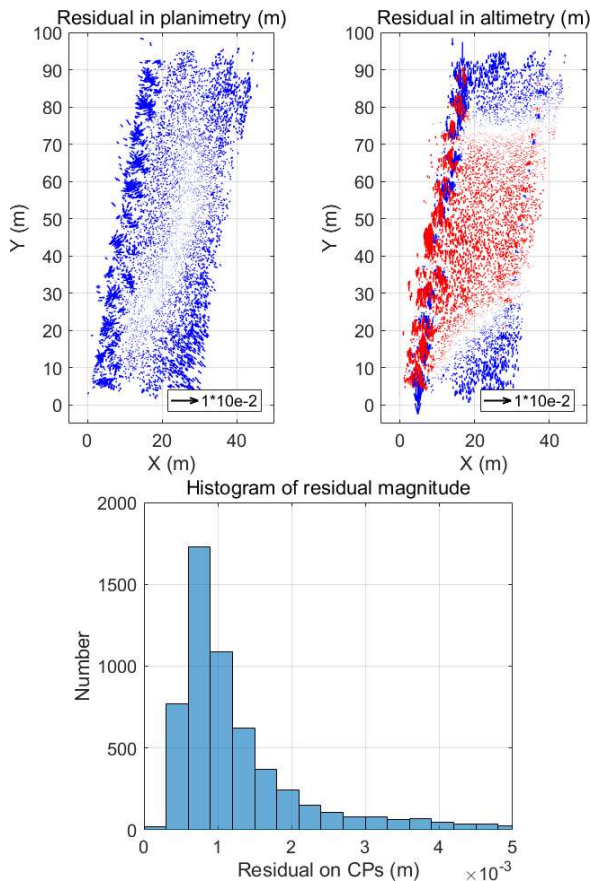 Residual in planimetry (m)
100
90
80
70
60
50
40
30
20
10
0
Y (m)
0 20 40
X (m)
1*10e-2
Residual in altimetry (m)
100
90
80
70
60
50
40
30
20
10
0
Y (m)
0 20 40
X (m)
1*10e-2
Histogram of residual magnitude
2000
1500
1000
500
0
Number
0 1 2 3 4 5
Residual on CPs (m)
×10⁻³